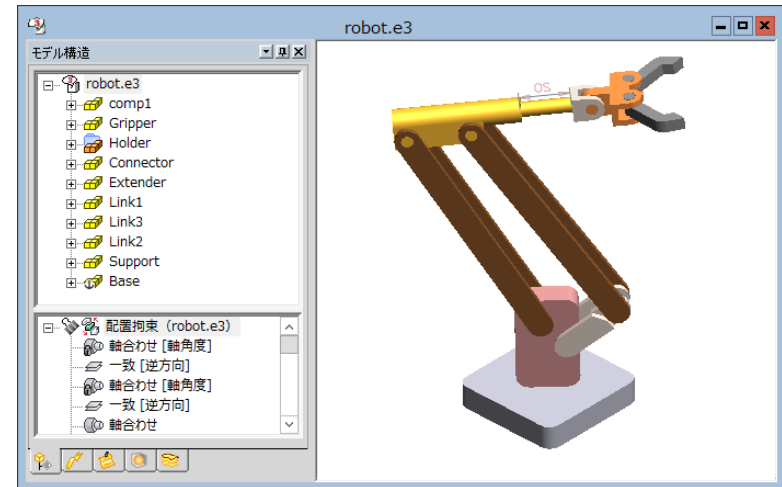 robot.e3
モデル構造
robot.e3
comp1
Gripper
Holder
Connector
Extender
Link1
Link3
Link2
Support
Base
配置拘束（robot.e3）
軸合わせ [軸角度]
一致 [逆方向]
軸合わせ [軸角度]
一致 [逆方向]
軸合わせ